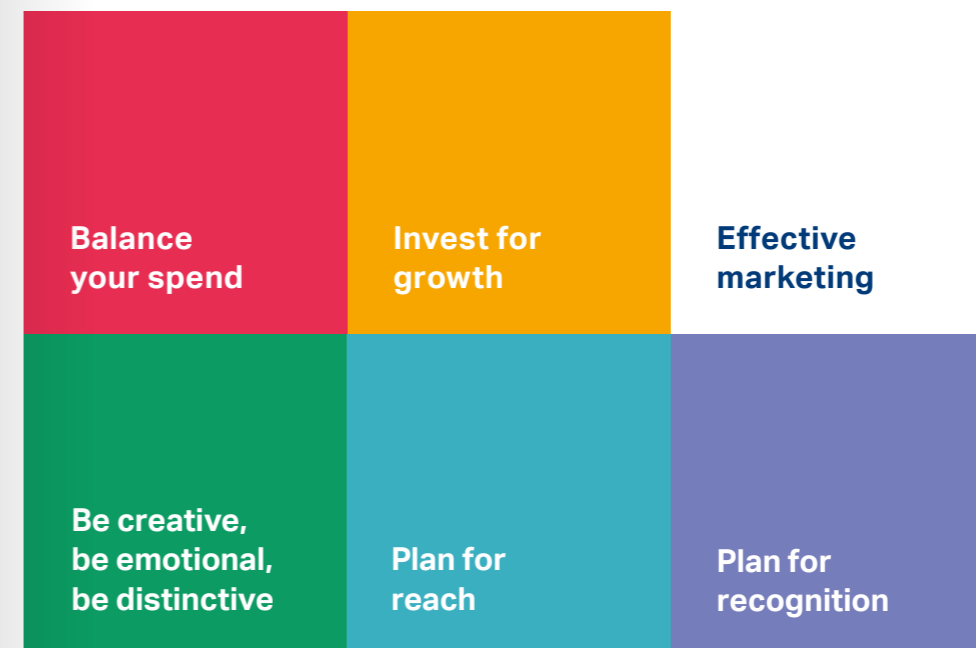 Balance
your spend
Invest for
growth
Effective
marketing
Be creative,
be emotional,
be distinctive
Plan for
reach
Plan for
recognition